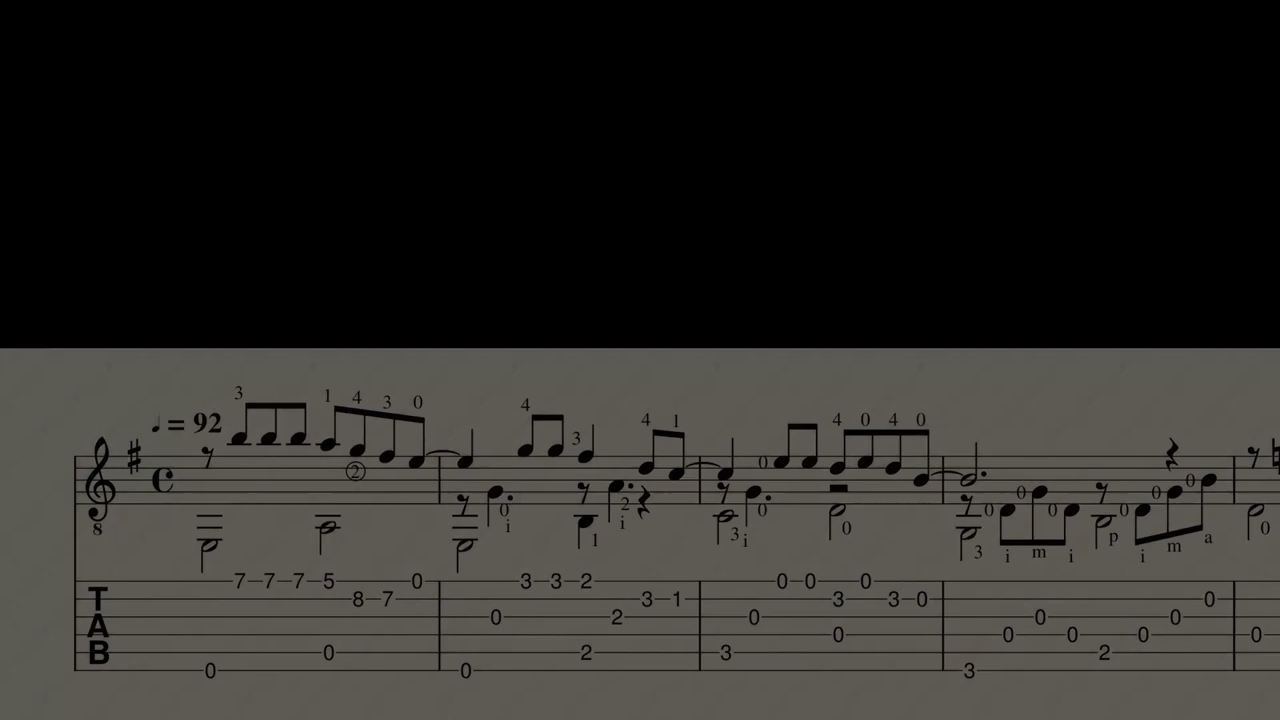 ♩ = 92
3 1 4 3 0 4 3 4 1 0 4 0 4 0
②
8
0 i 2 i 1 3 i 0 0 3 0 i 0 m 0 i p 0 i 0 m 0 a 0
7 7 7 5 0 3 3 2 0 0 0
T 8 7 3 1 3 3 0 0
A 0 2 0 0 0
0 0 0 0 0
B 0 2 3 2
0 0 3